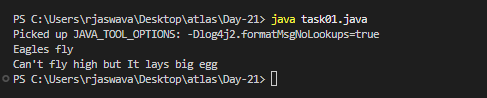 PS C:\Users\rjaswava\Desktop\atlas\Day-21> java task01.java
Picked up JAVA_TOOL_OPTIONS: -Dlog4j2.formatMsgNoLookups=true
Eagles fly
Can't fly high but It lays big egg
PS C:\Users\rjaswava\Desktop\atlas\Day-21>